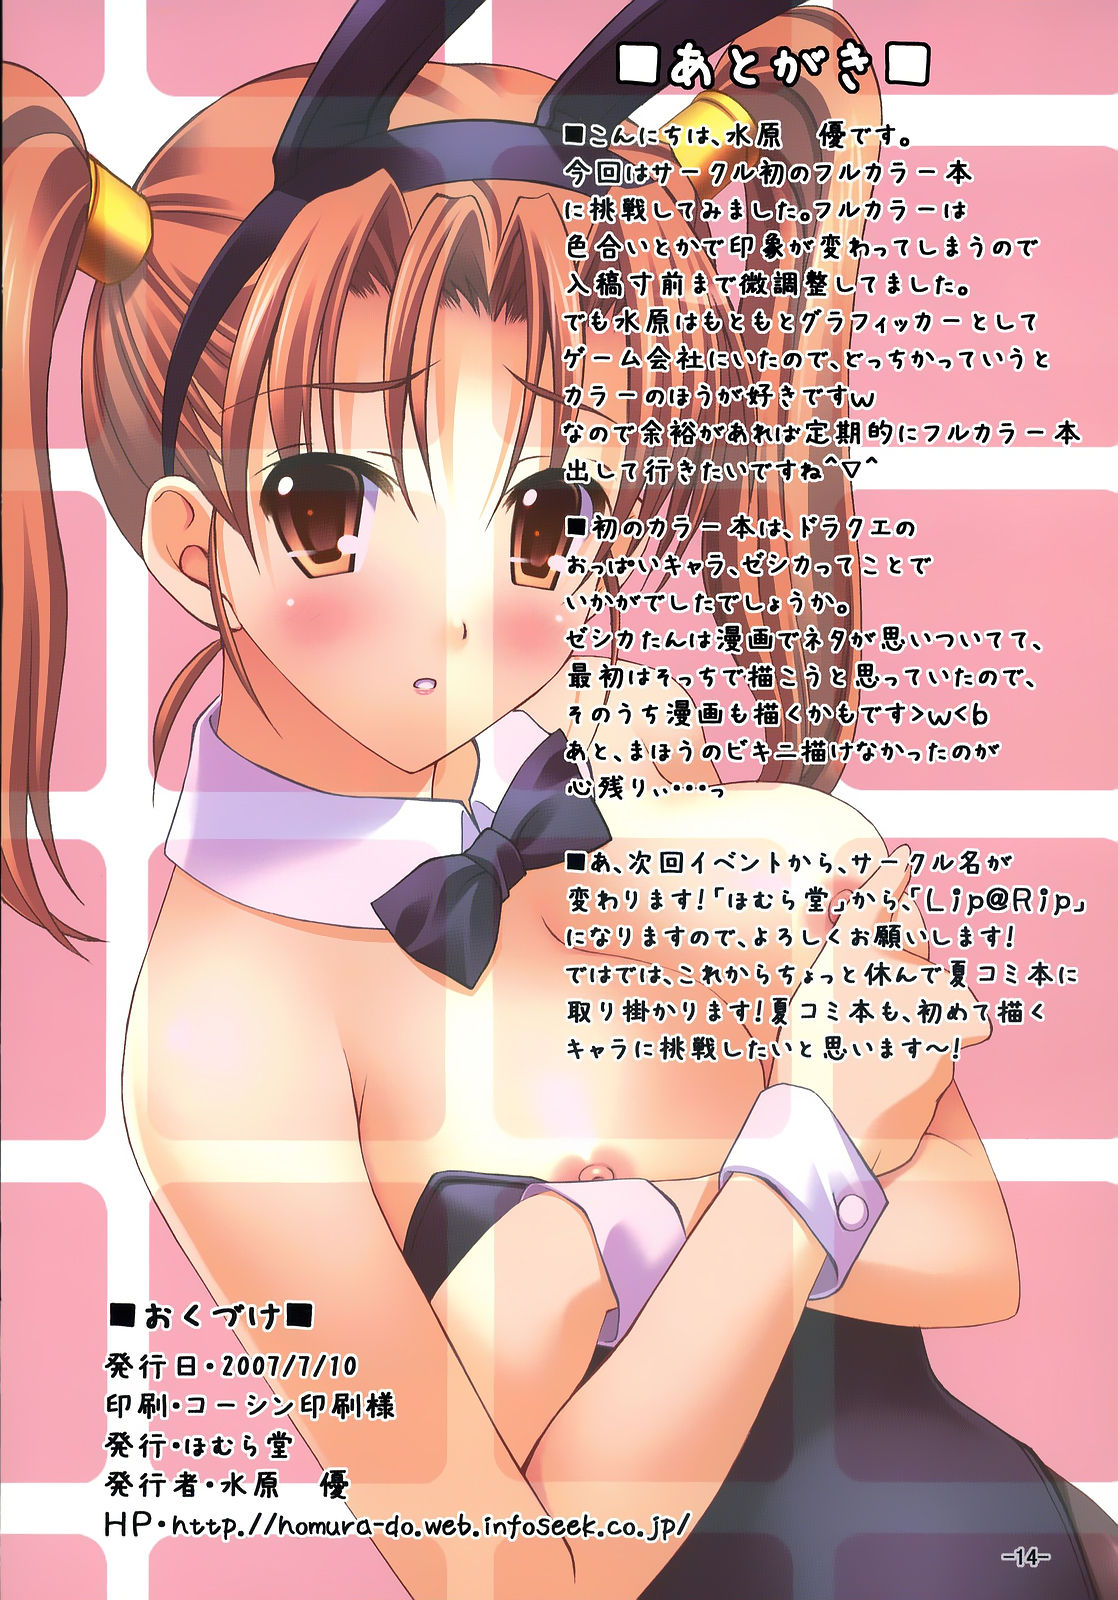 ■あとがき■
■こんにちは、水原　優です。
今回はサークル初のフルカラー本
に挑戦してみました。フルカラーは
色合いとかで印象が変わってしまうので
入稿寸前まで微調整してました。
でも水原はもともとグラフィッカーとして
ゲーム会社にいたので、どっちかっていうと
カラーのほうが好きですw
なので余裕があれば定期的にフルカラー本
出して行きたいですね^▽^
■初のカラー本は、ドラクエの
おっぱいキャラ、ゼシカってことで
いかがでしたでしょうか。
ゼシカたんは漫画でネタが思いついてて、
最初はそっちで描こうと思っていたので、
そのうち漫画も描くかもです>w<b
あと、まほうのビキニ描けなかったのが
心残りぃ・・・っ
■あ、次回イベントから、サークル名が
変わります!「ほむら堂」から、「Lip@Rip」
になりますので、よろしくお願いします!
ではでは、これからちょっと休んで夏コミ本に
取り掛かります!夏コミ本も、初めて描く
キャラに挑戦したいと思います〜!
■おくづけ■
発行日・2007/7/10
印刷・コーシン印刷様
発行・ほむら堂
発行者・水原　優
HP・http://homura-do.web.infoseek.co.jp/
-14-